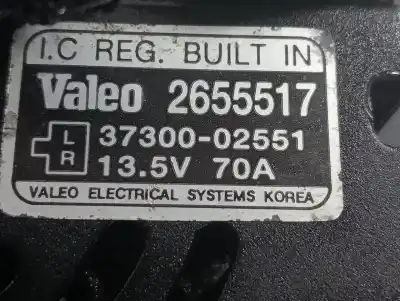 I.C REG. BUILT IN
Valeo 2655517
L 37300-02551
R 13.5V 70A
VALEO ELECTRICAL SYSTEMS KOREA